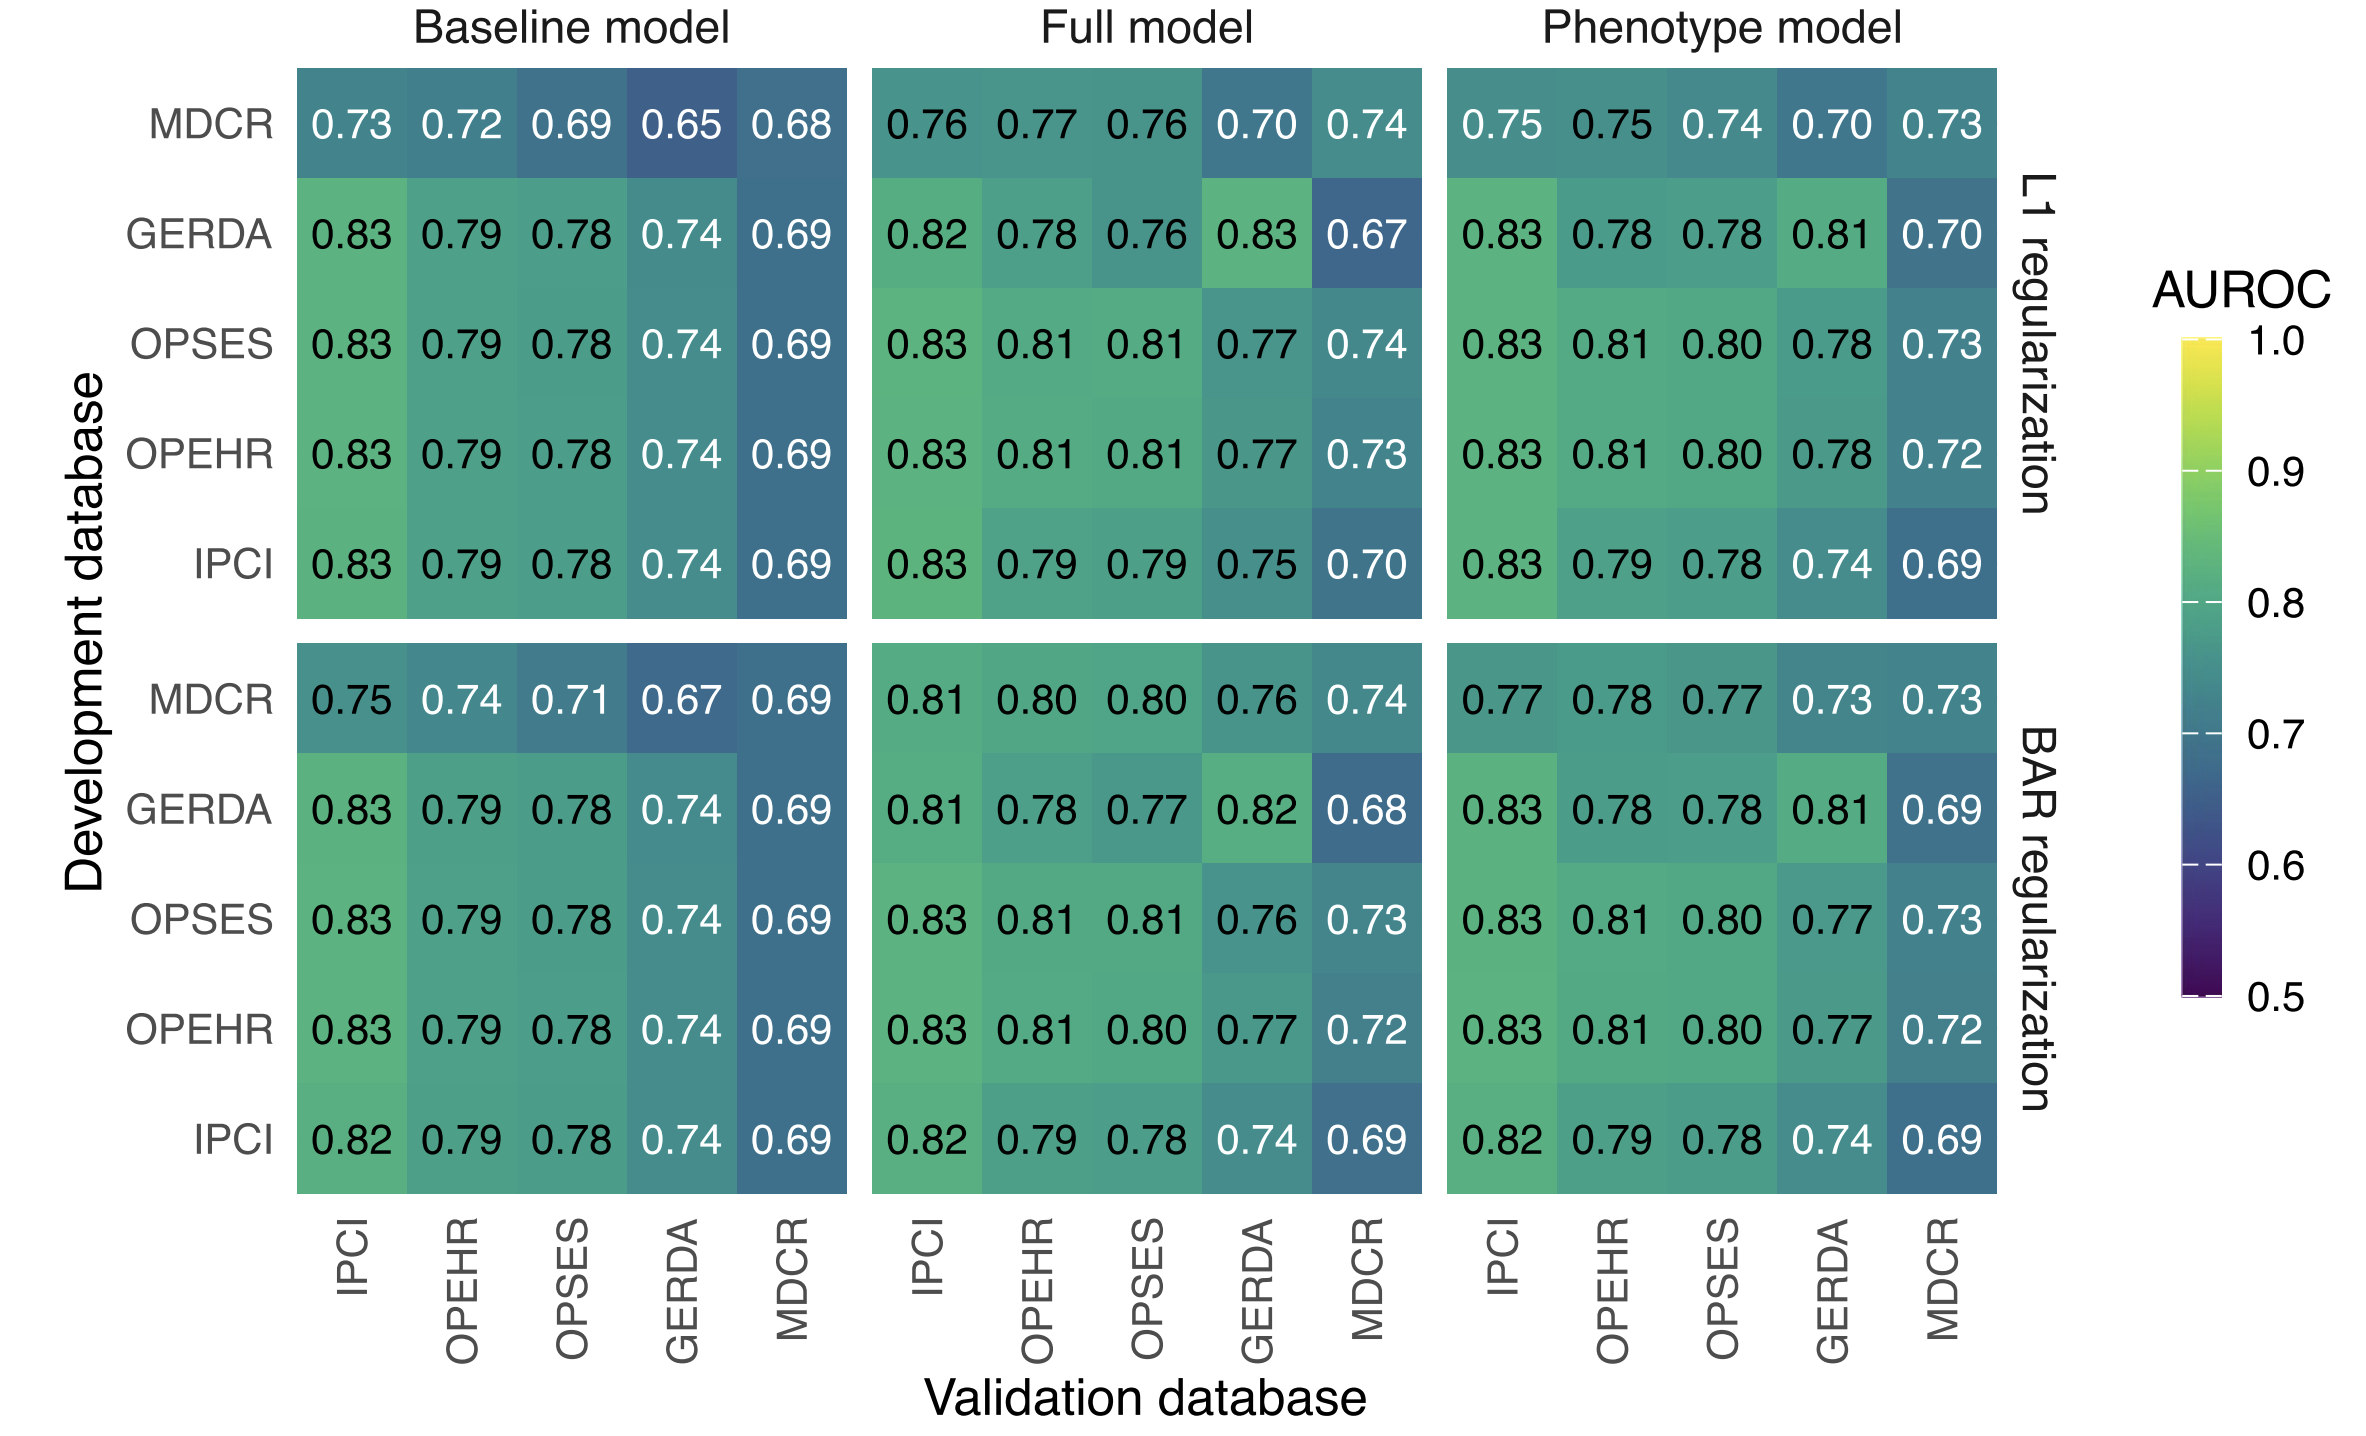 Baseline model Full model Phenotype model
MDCR 0.73 0.72 0.69 0.65 0.68 0.76 0.77 0.76 0.70 0.74 0.75 0.75 0.74 0.70 0.73
GERDA 0.83 0.79 0.78 0.74 0.69 0.82 0.78 0.76 0.83 0.67 0.83 0.78 0.78 0.81 0.70
OPSES 0.83 0.79 0.78 0.74 0.69 0.83 0.81 0.81 0.77 0.74 0.83 0.81 0.80 0.78 0.73
OPEHR 0.83 0.79 0.78 0.74 0.69 0.83 0.81 0.81 0.77 0.73 0.83 0.81 0.80 0.78 0.72
IPCI 0.83 0.79 0.78 0.74 0.69 0.83 0.79 0.79 0.75 0.70 0.83 0.79 0.78 0.74 0.69
L1 regularization
MDCR 0.75 0.74 0.71 0.67 0.69 0.81 0.80 0.80 0.76 0.74 0.77 0.78 0.77 0.73 0.73
GERDA 0.83 0.79 0.78 0.74 0.69 0.81 0.78 0.77 0.82 0.68 0.83 0.78 0.78 0.81 0.69
OPSES 0.83 0.79 0.78 0.74 0.69 0.83 0.81 0.81 0.76 0.73 0.83 0.81 0.80 0.77 0.73
OPEHR 0.83 0.79 0.78 0.74 0.69 0.83 0.81 0.80 0.77 0.72 0.83 0.81 0.80 0.77 0.72
IPCI 0.82 0.79 0.78 0.74 0.69 0.82 0.79 0.78 0.74 0.69 0.82 0.79 0.78 0.74 0.69
BAR regularization
Development database
IPCI OPEHR OPSES GERDA MDCR IPCI OPEHR OPSES GERDA MDCR IPCI OPEHR OPSES GERDA MDCR
Validation database
AUROC
1.0
0.9
0.8
0.7
0.6
0.5